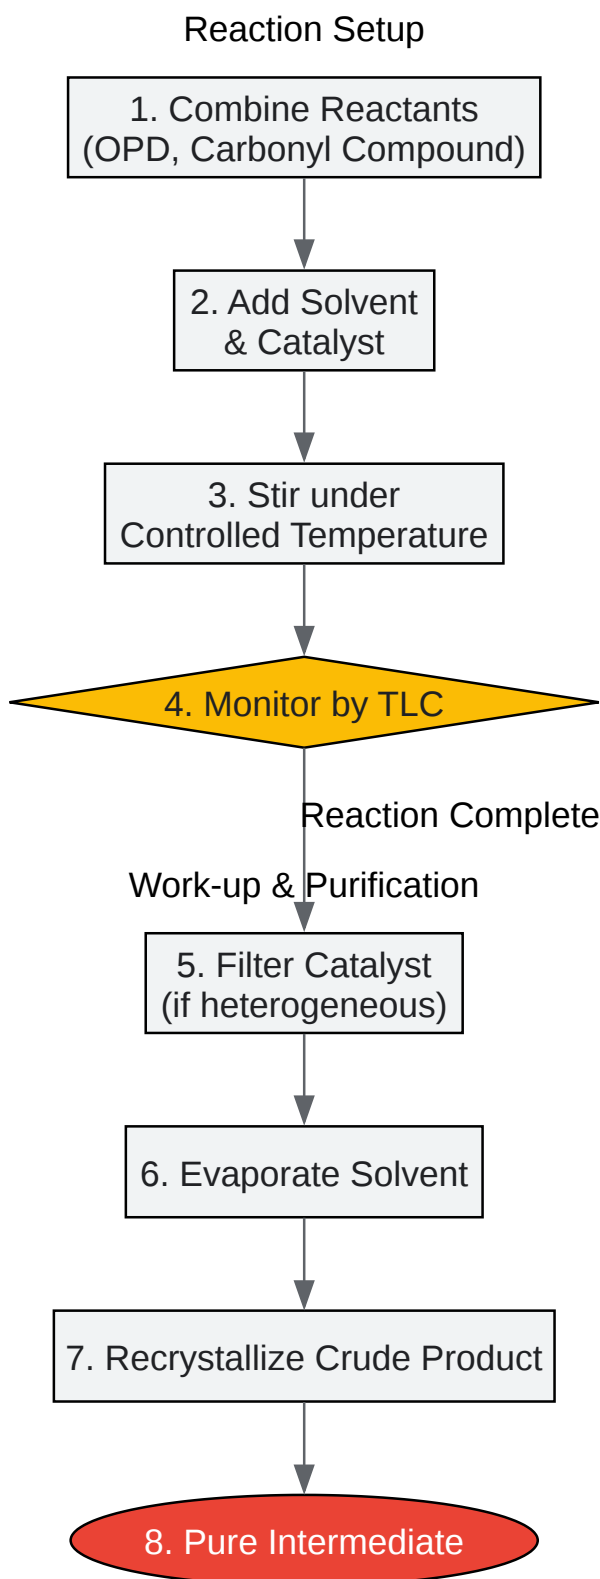 Reaction Setup
1. Combine Reactants
(OPD, Carbonyl Compound)
2. Add Solvent
& Catalyst
3. Stir under
Controlled Temperature
4. Monitor by TLC
Reaction Complete
Work-up & Purification
5. Filter Catalyst
(if heterogeneous)
6. Evaporate Solvent
7. Recrystallize Crude Product
8. Pure Intermediate